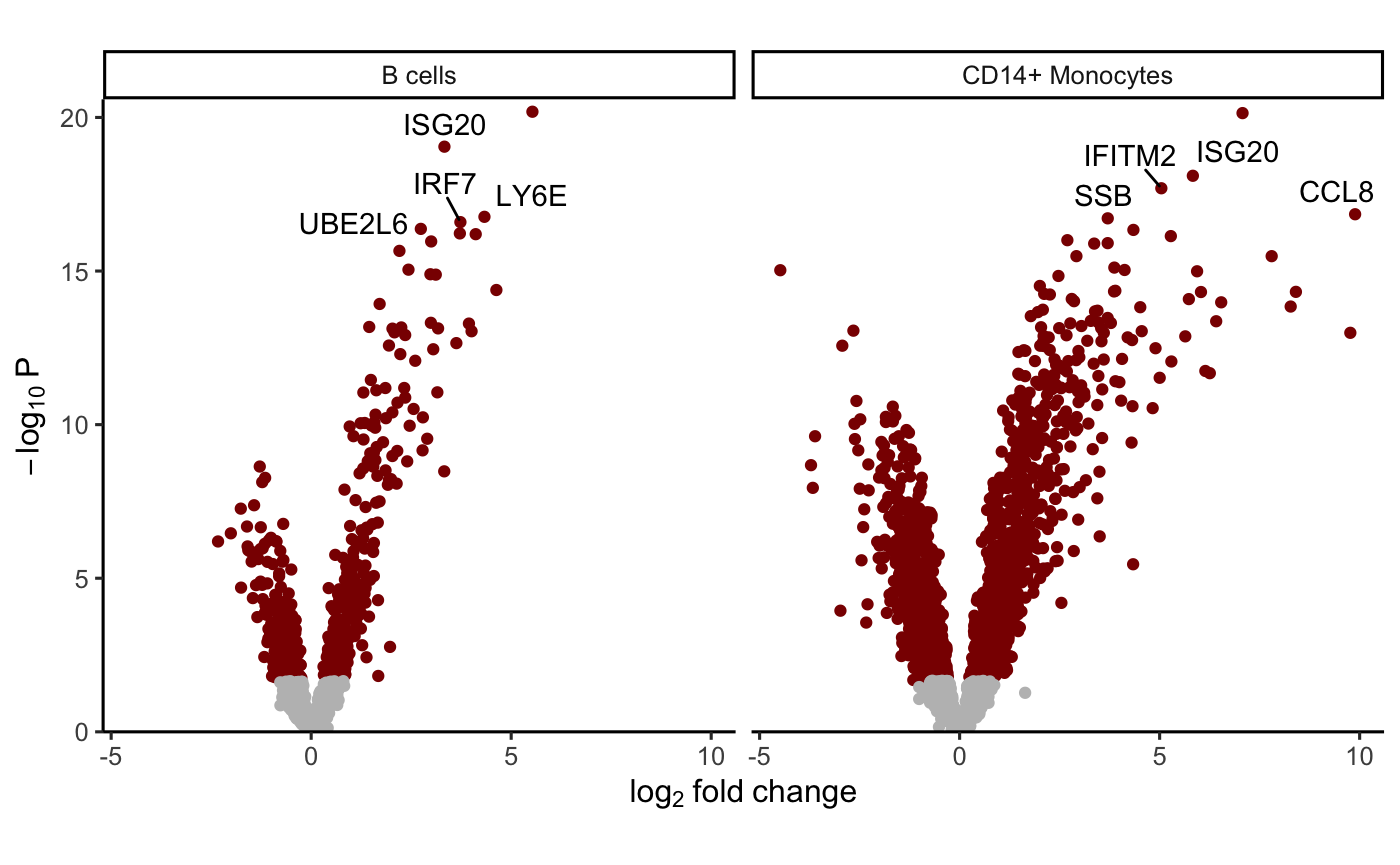 B cells
CD14+ Monocytes
20
15
10
5
0
−log10 P
ISG20
IRF7
LY6E
UBE2L6
IFITM2
ISG20
SSB
CCL8
-5
0
5
10
-5
0
5
10
log2 fold change